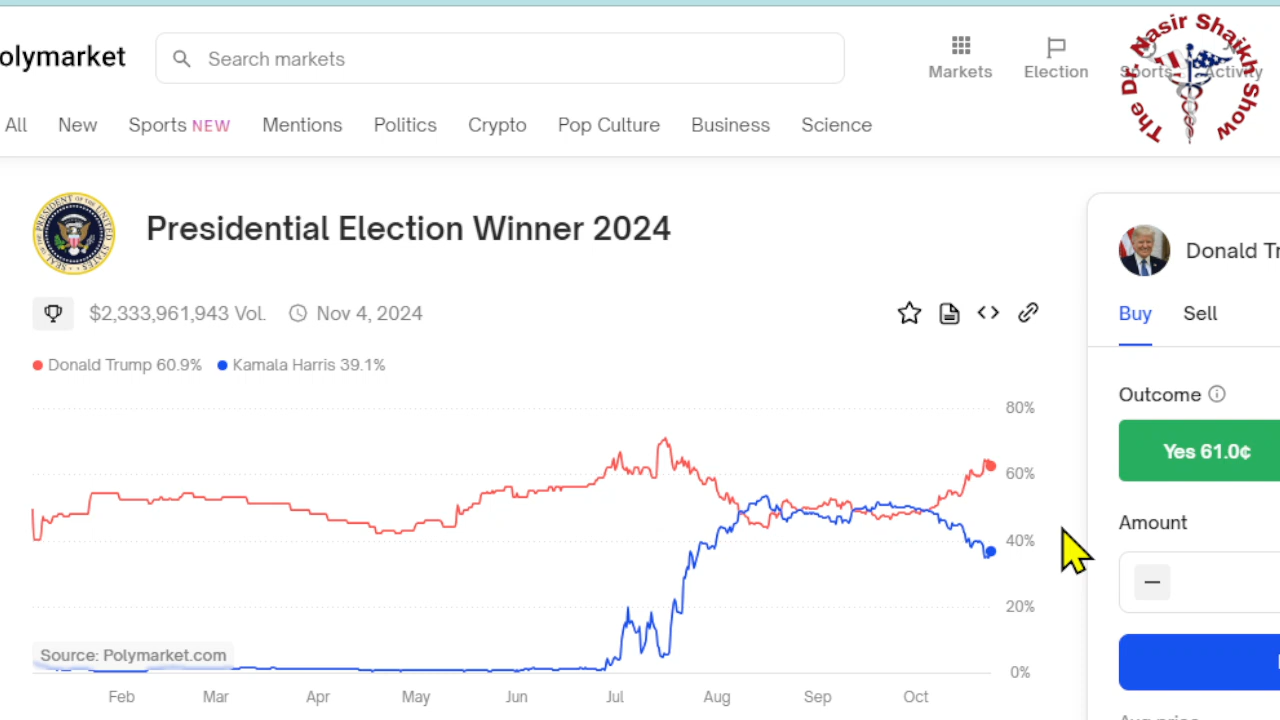 olymarket
Search markets
Markets
Election
Sports
Activity
The Dr. Nasir Shaikh Show
All New Sports NEW Mentions Politics Crypto Pop Culture Business Science
Presidential Election Winner 2024
$2,333,961,943 Vol. Nov 4, 2024
Donald Trump 60.9% Kamala Harris 39.1%
80%
60%
40%
20%
0%
Source: Polymarket.com
Feb Mar Apr May Jun Jul Aug Sep Oct
Donald Tr
Buy Sell
Outcome
Yes 61.0¢
Amount